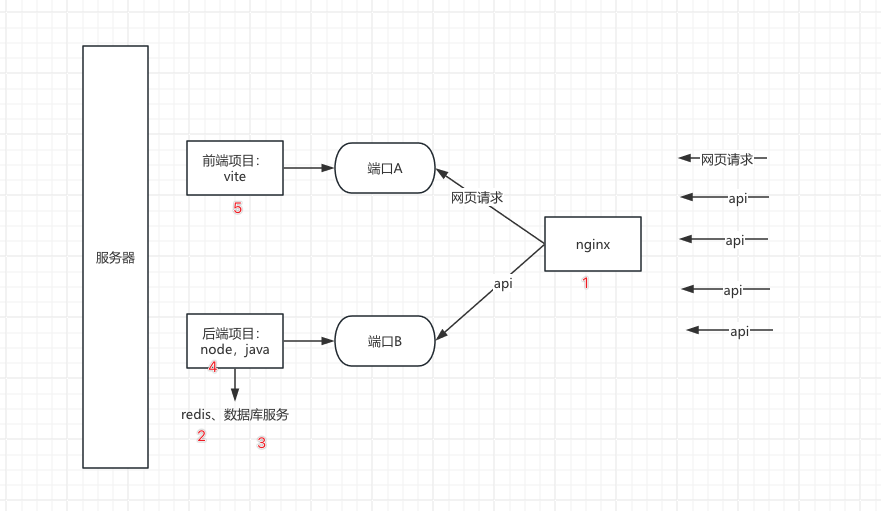 服务器
前端项目：
vite
5
端口A
网页请求
nginx
1
api
后端项目：
node，java
4
端口B
redis、数据库服务
2
3
网页请求
api
api
api
api